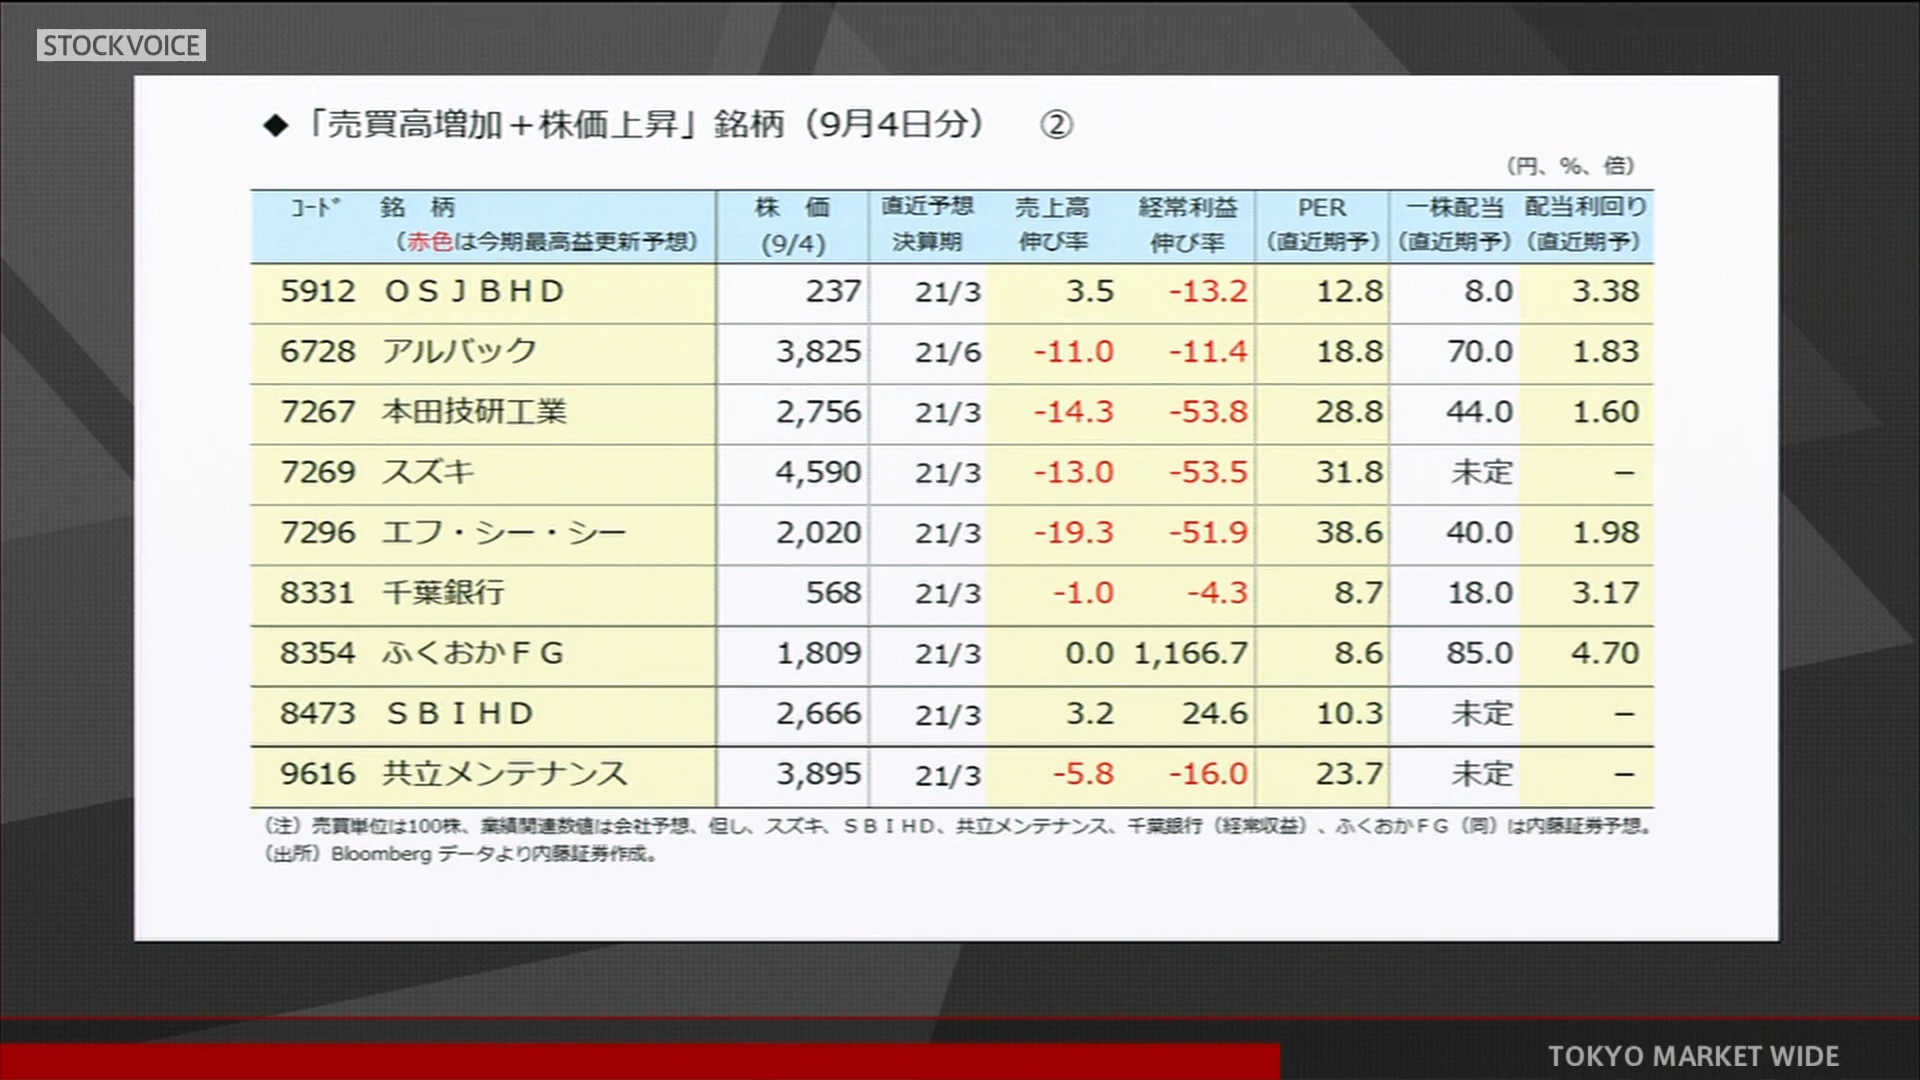 STOCKVOICE
◆「売買高増加＋株価上昇」銘柄（9月4日分）　②
（円、%、倍）
ｺｰﾄﾞ 銘 柄 株 価 直近予想 売上高 経常利益 PER 一株配当 配当利回り
（赤色は今期最高益更新予想） (9/4) 決算期 伸び率 伸び率 （直近期予） （直近期予） （直近期予）
5912 ＯＳＪＢＨＤ 237 21/3 3.5 -13.2 12.8 8.0 3.38
6728 アルバック 3,825 21/6 -11.0 -11.4 18.8 70.0 1.83
7267 本田技研工業 2,756 21/3 -14.3 -53.8 28.8 44.0 1.60
7269 スズキ 4,590 21/3 -13.0 -53.5 31.8 未定 −
7296 エフ・シー・シー 2,020 21/3 -19.3 -51.9 38.6 40.0 1.98
8331 千葉銀行 568 21/3 -1.0 -4.3 8.7 18.0 3.17
8354 ふくおかＦＧ 1,809 21/3 0.0 1,166.7 8.6 85.0 4.70
8473 ＳＢＩＨＤ 2,666 21/3 3.2 24.6 10.3 未定 −
9616 共立メンテナンス 3,895 21/3 -5.8 -16.0 23.7 未定 −
（注）売買単位は100株、業績関連数値は会社予想、但し、スズキ、ＳＢＩＨＤ、共立メンテナンス、千葉銀行（経常収益）、ふくおかＦＧ（同）は内藤証券予想。
（出所）Bloomberg データより内藤証券作成。
TOKYO MARKET WIDE